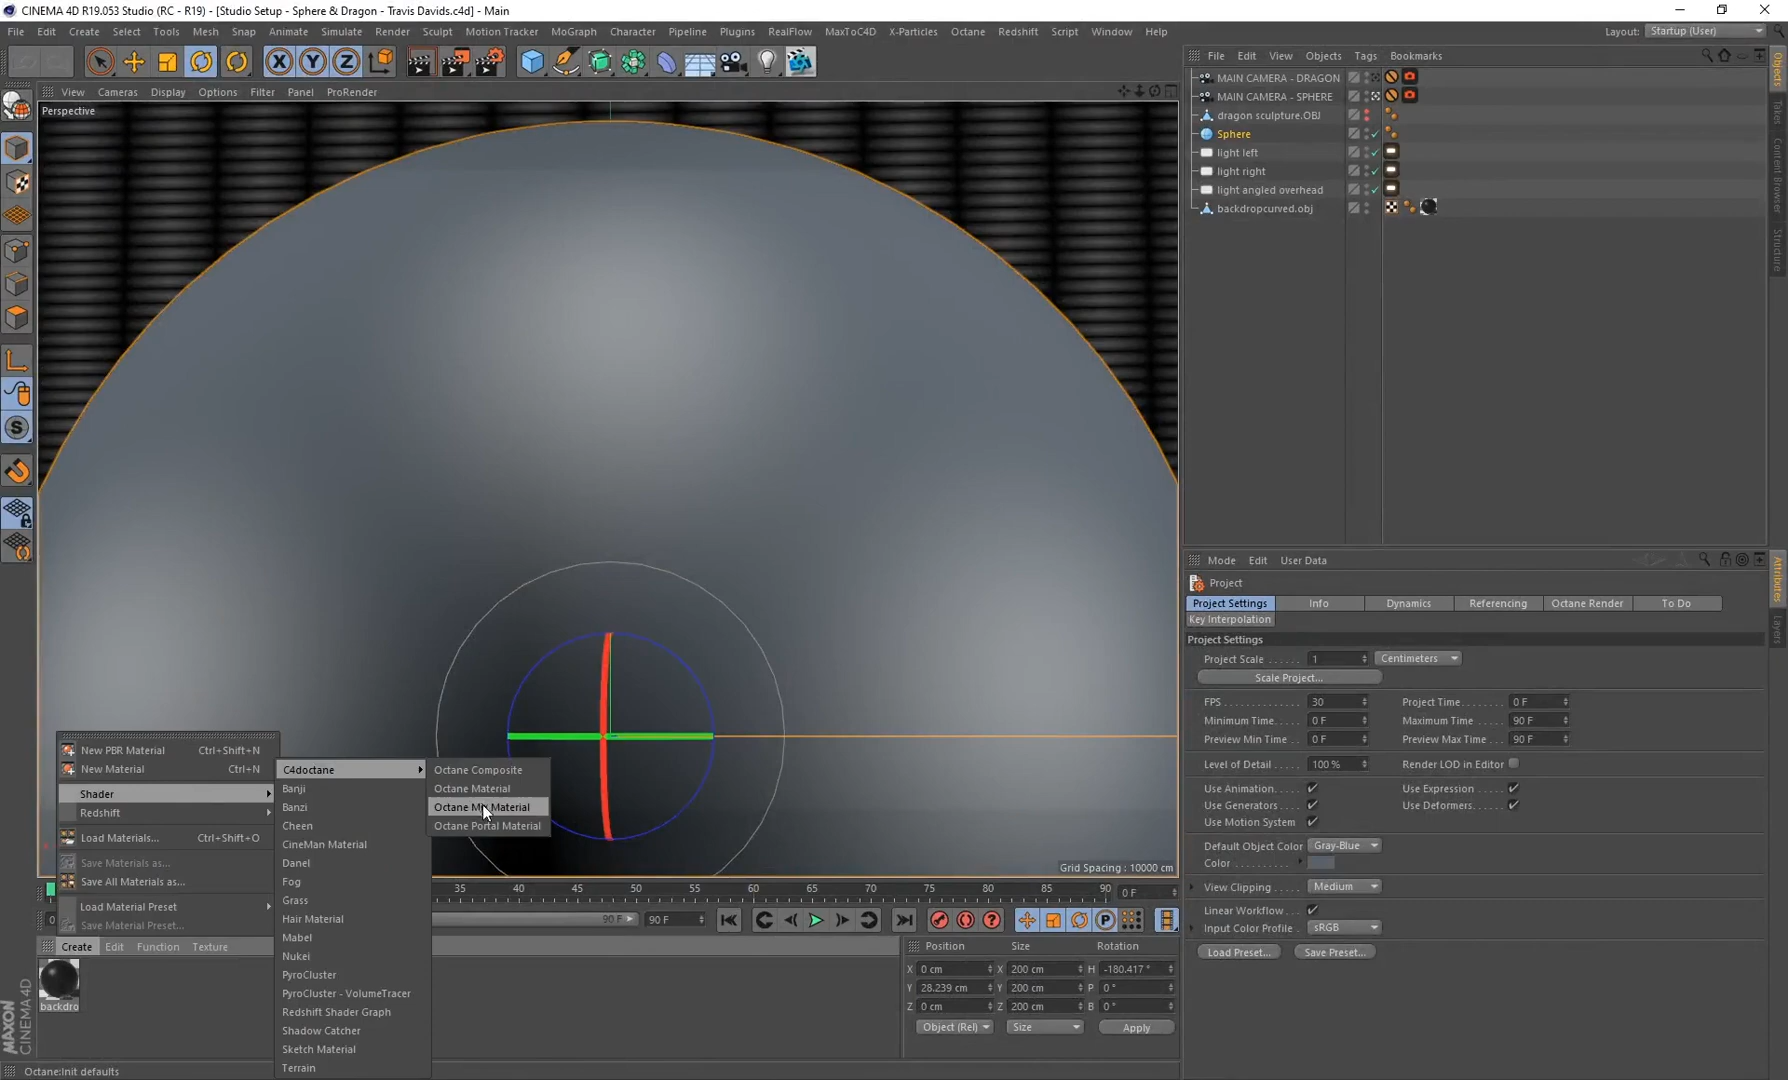 CINEMA 4D R19.053 Studio (RC - R19) - [Studio Setup - Sphere & Dragon - Travis Davids.c4d] - Main
File Edit Create Select Tools Mesh Snap Animate Simulate Render Sculpt Motion Tracker MoGraph Character Pipeline Plugins RealFlow MaxToC4D X-Particles Octane Redshift Script Window Help Layout: Startup (User)
View Cameras Display Options Filter Panel ProRender
Perspective
File Edit View Objects Tags Bookmarks
MAIN CAMERA - DRAGON
MAIN CAMERA - SPHERE
dragon sculpture.OBJ
Sphere
light left
light right
light angled overhead
backdropcurved.obj
Objects
Takes
Content Browser
Structure
Mode Edit User Data
Project
Project Settings Info Dynamics Referencing Octane Render To Do
Key Interpolation
Project Settings
Project Scale 1 Centimeters
Scale Project...
FPS 30 Project Time 0 F
Minimum Time 0 F Maximum Time 90 F
Preview Min Time 0 F Preview Max Time 90 F
Level of Detail 100 % Render LOD in Editor
Use Animation Use Expression
Use Generators Use Deformers
Use Motion System
Default Object Color Gray-Blue
Color
View Clipping Medium
Linear Workflow
Input Color Profile sRGB
Load Preset... Save Preset...
Attributes
Layers
New PBR Material Ctrl+Shift+N
New Material Ctrl+N
Shader
Redshift
Load Materials... Ctrl+Shift+O
Save Materials as...
Save All Materials as...
Load Material Preset
Save Material Preset...
C4doctane
Banji
Banzi
Cheen
CineMan Material
Danel
Fog
Grass
Hair Material
Mabel
Nukei
PyroCluster
PyroCluster - VolumeTracer
Redshift Shader Graph
Shadow Catcher
Sketch Material
Terrain
Octane Composite
Octane Material
Octane Mix Material
Octane Portal Material
Grid Spacing : 10000 cm
35 40 45 50 55 60 65 70 75 80 85 90 0 F
0 90 F 90 F
Create Edit Function Texture
backdro
Position Size Rotation
X 0 cm X 200 cm H -180.417 °
Y 28.239 cm Y 200 cm P 0 °
Z 0 cm Z 200 cm B 0 °
Object (Rel) Size Apply
MAXON
CINEMA 4D
Octane:Init defaults